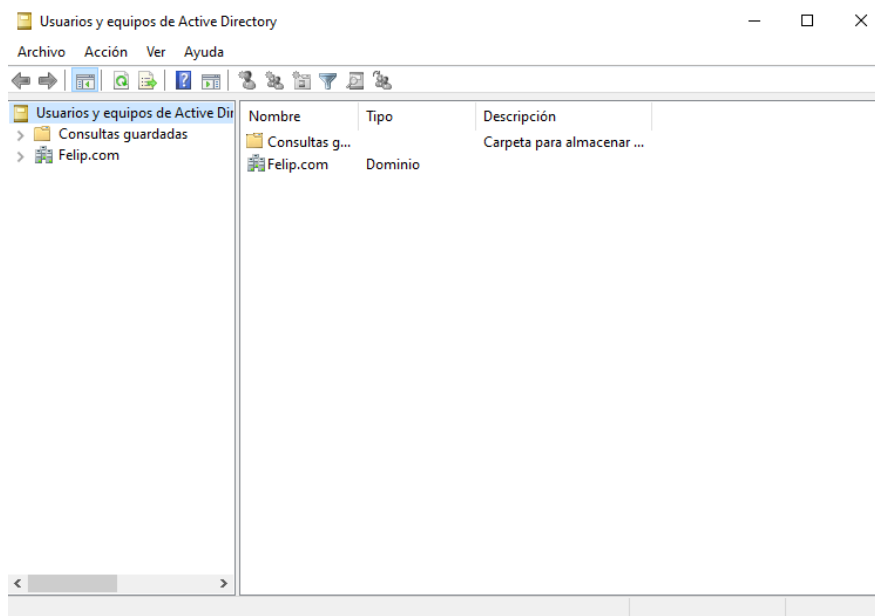 Usuarios y equipos de Active Directory
Archivo Acción Ver Ayuda
Usuarios y equipos de Active Dir
Consultas guardadas
Felip.com
Nombre Tipo Descripción
Consultas g... Carpeta para almacenar ...
Felip.com Dominio